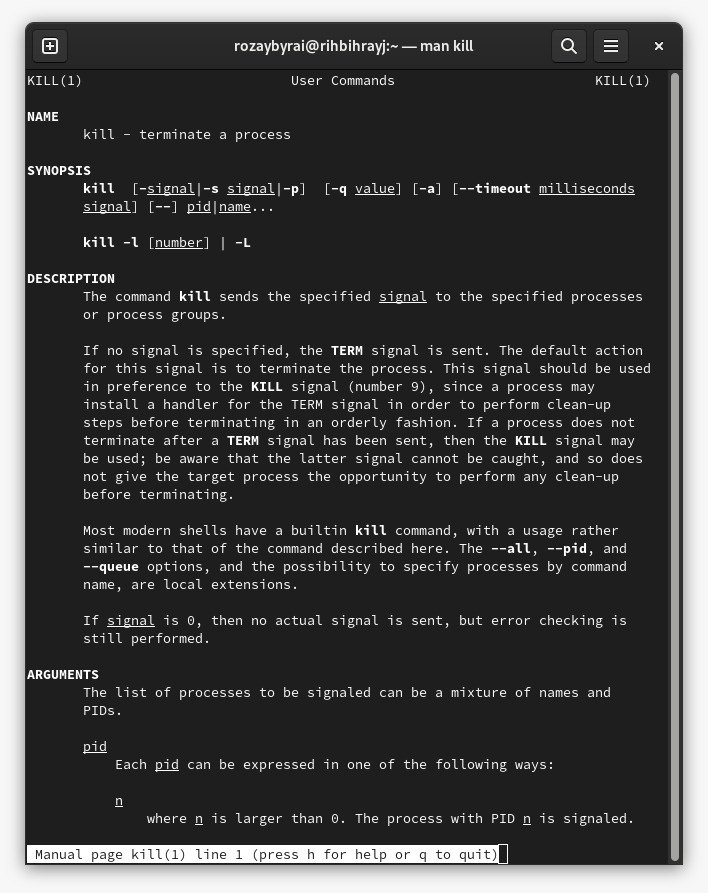 rozaybyrai@rihbihrayj:~ — man kill
KILL(1) User Commands KILL(1)
NAME
kill - terminate a process
SYNOPSIS
kill [-signal|-s signal|-p] [-q value] [-a] [--timeout milliseconds
signal] [--] pid|name...
kill -l [number] | -L
DESCRIPTION
The command kill sends the specified signal to the specified processes
or process groups.
If no signal is specified, the TERM signal is sent. The default action
for this signal is to terminate the process. This signal should be used
in preference to the KILL signal (number 9), since a process may
install a handler for the TERM signal in order to perform clean-up
steps before terminating in an orderly fashion. If a process does not
terminate after a TERM signal has been sent, then the KILL signal may
be used; be aware that the latter signal cannot be caught, and so does
not give the target process the opportunity to perform any clean-up
before terminating.
Most modern shells have a builtin kill command, with a usage rather
similar to that of the command described here. The --all, --pid, and
--queue options, and the possibility to specify processes by command
name, are local extensions.
If signal is 0, then no actual signal is sent, but error checking is
still performed.
ARGUMENTS
The list of processes to be signaled can be a mixture of names and
PIDs.
pid
Each pid can be expressed in one of the following ways:
n
where n is larger than 0. The process with PID n is signaled.
Manual page kill(1) line 1 (press h for help or q to quit)